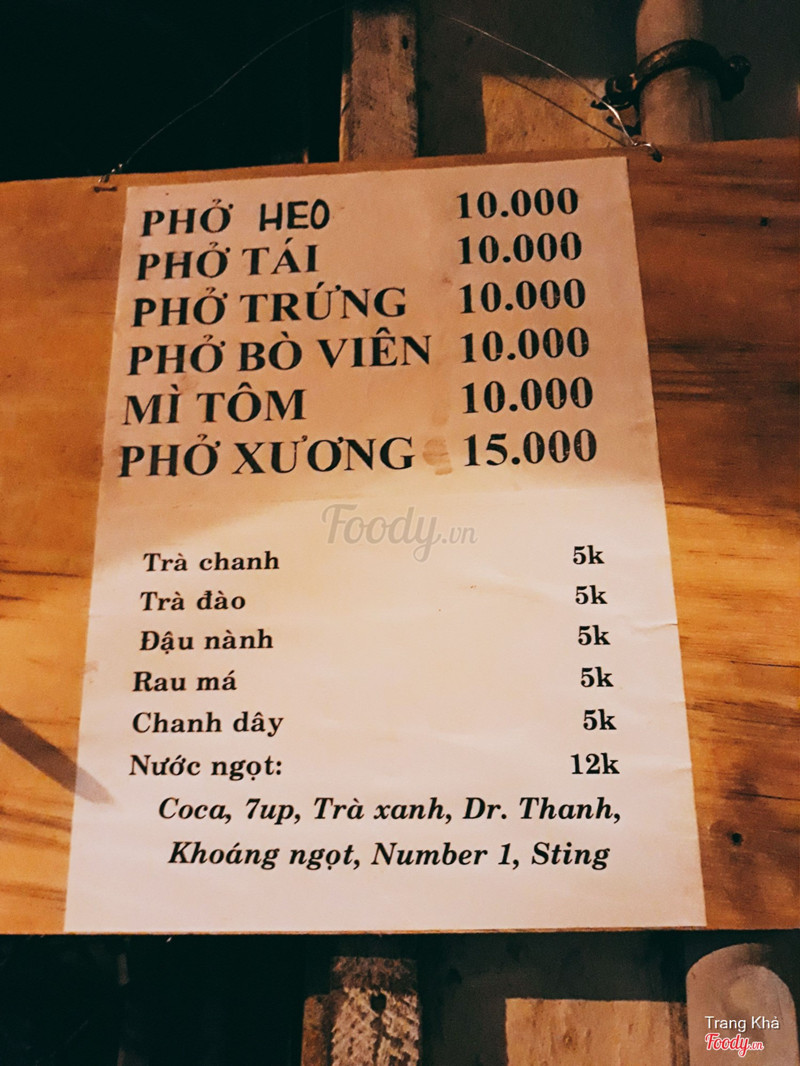 PHỞ HEO 10.000
PHỞ TÁI 10.000
PHỞ TRỨNG 10.000
PHỞ BÒ VIÊN 10.000
MÌ TÔM 10.000
PHỞ XƯƠNG 15.000
Foody.vn
Trà chanh 5k
Trà đào 5k
Đậu nành 5k
Rau má 5k
Chanh dây 5k
Nước ngọt: 12k
Coca, 7up, Trà xanh, Dr. Thanh,
Khoáng ngọt, Number 1, Sting
Trang Khả
Foody.vn